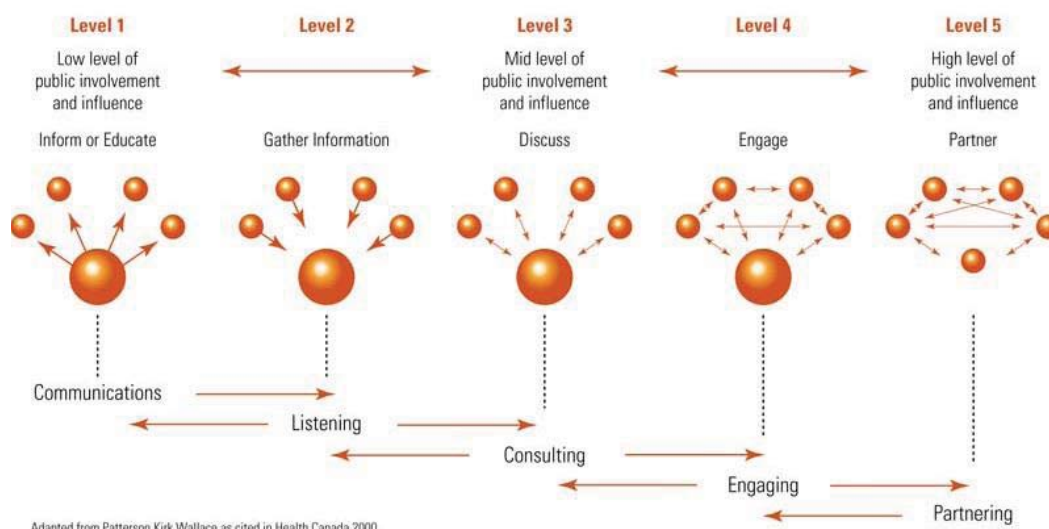 Level 1
Level 2
Level 3
Level 4
Level 5
Low level of
public involvement
and influence
Mid level of
public involvement
and influence
High level of
public involvement
and influence
Inform or Educate
Gather Information
Discuss
Engage
Partner
Communications
Listening
Consulting
Engaging
Partnering
Adapted from Patterson Kirk Wallace as cited in Health Canada 2000